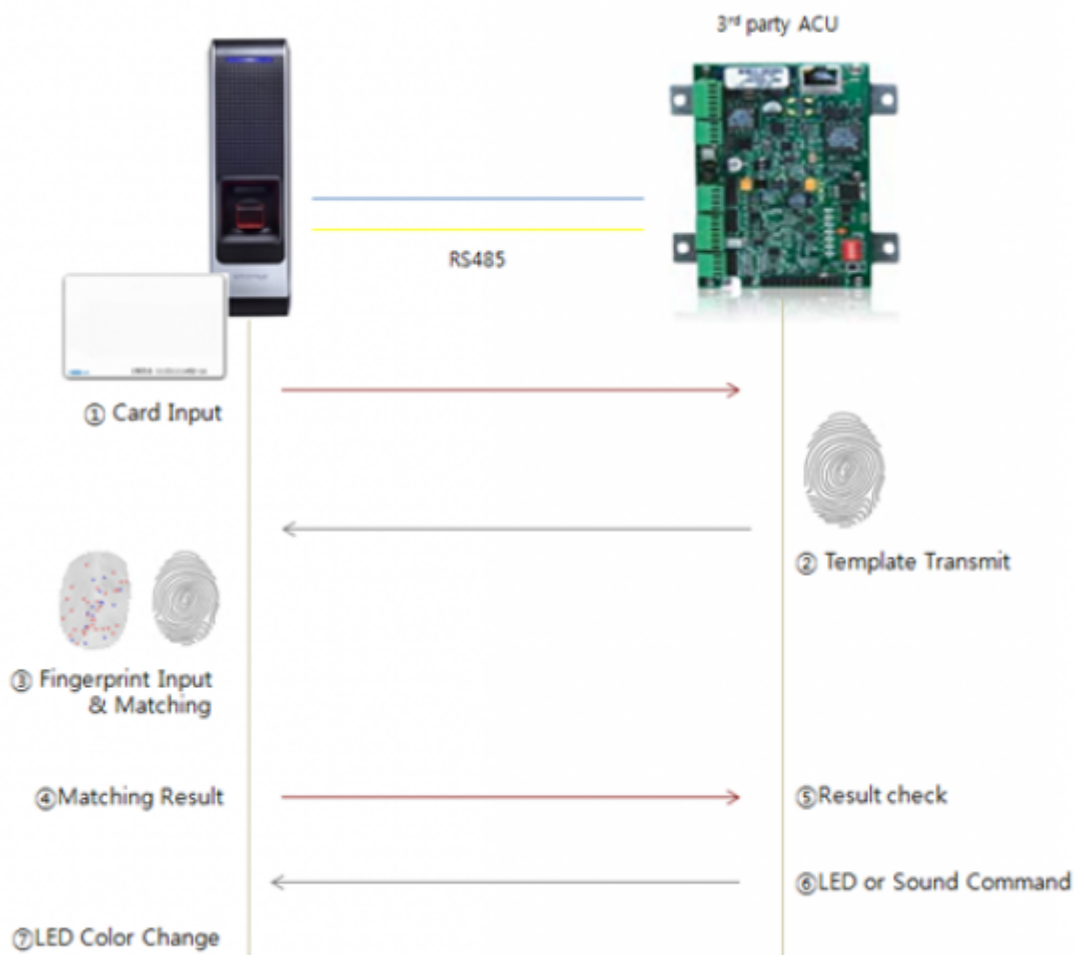 3rd party ACU
RS485
① Card Input
② Template Transmit
③ Fingerprint Input
& Matching
④Matching Result
⑤Result check
⑥LED or Sound Command
⑦LED Color Change